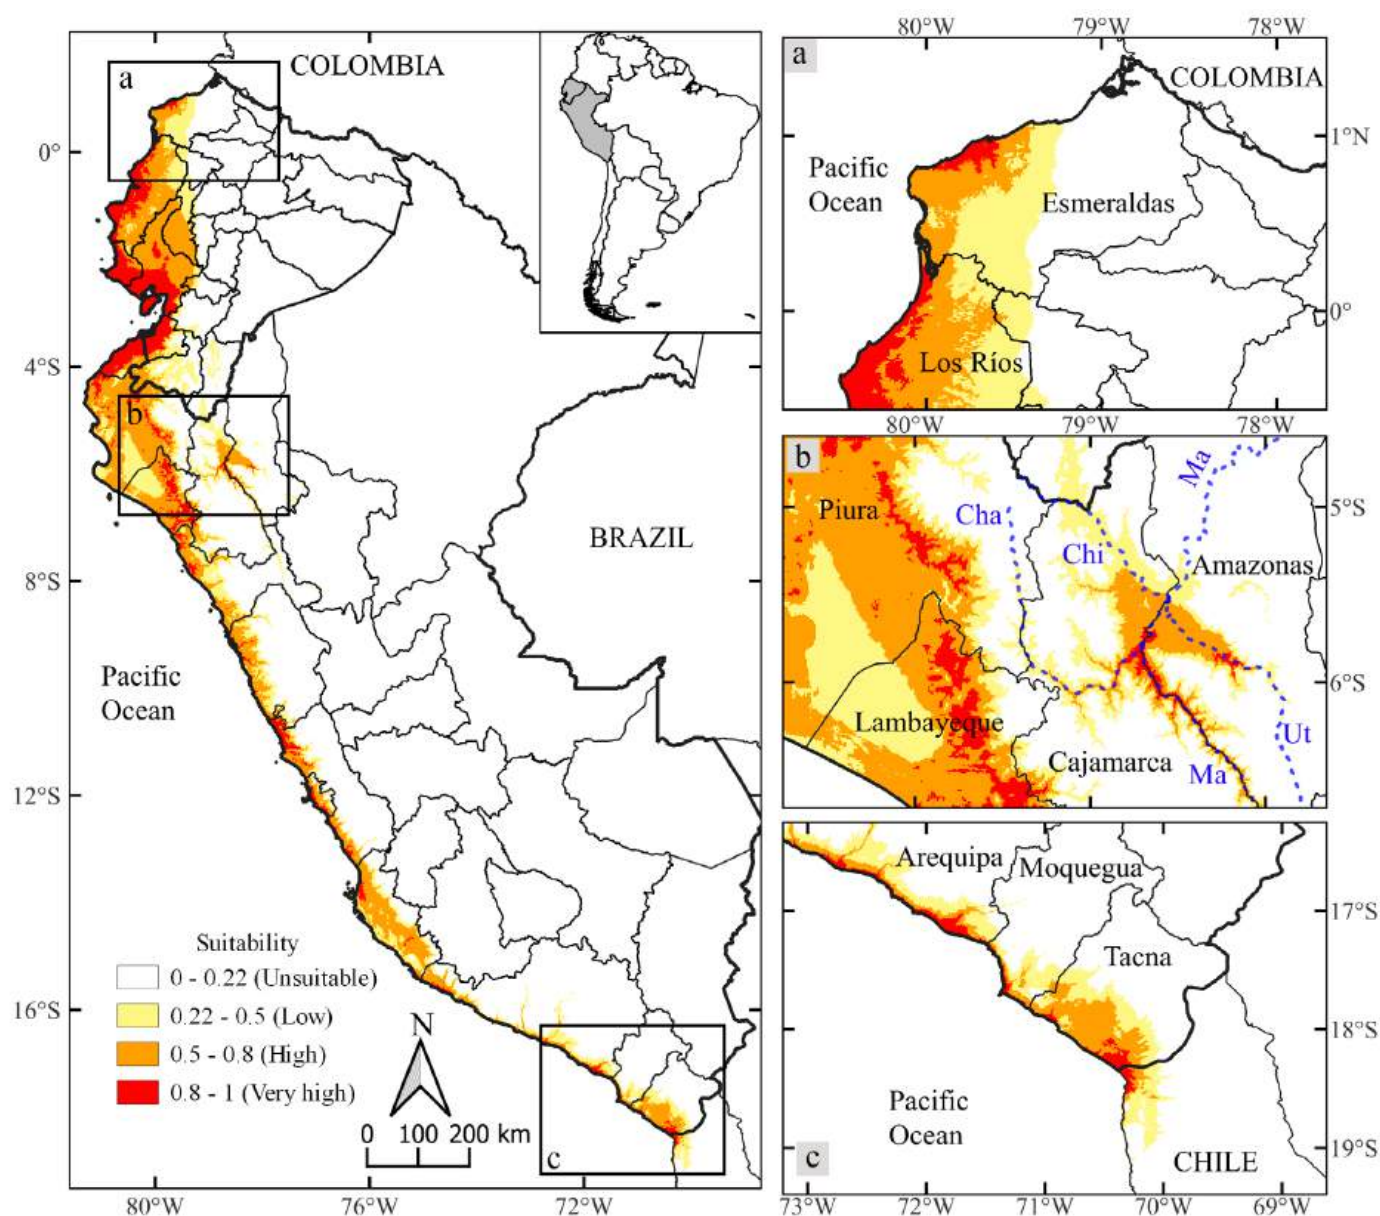 COLOMBIA
a
0°
4°S
b
BRAZIL
8°S
Pacific
Ocean
12°S
Suitability
0 - 0.22 (Unsuitable)
0.22 - 0.5 (Low)
0.5 - 0.8 (High)
0.8 - 1 (Very high)
16°S
N
0 100 200 km
c
80°W 76°W 72°W
80°W 79°W 78°W
a
COLOMBIA
1°N
Pacific
Ocean
Esmeraldas
0°
Los Ríos
79°W 78°W
80°W 79°W
b
Ma
Piura
Cha
5°S
Chi
Amazonas
6°S
Lambayeque
Ut
Cajamarca
Ma
Arequipa
Moquegua
17°S
Tacna
18°S
Pacific
Ocean
19°S
c
CHILE
73°W 72°W 71°W 70°W 69°W